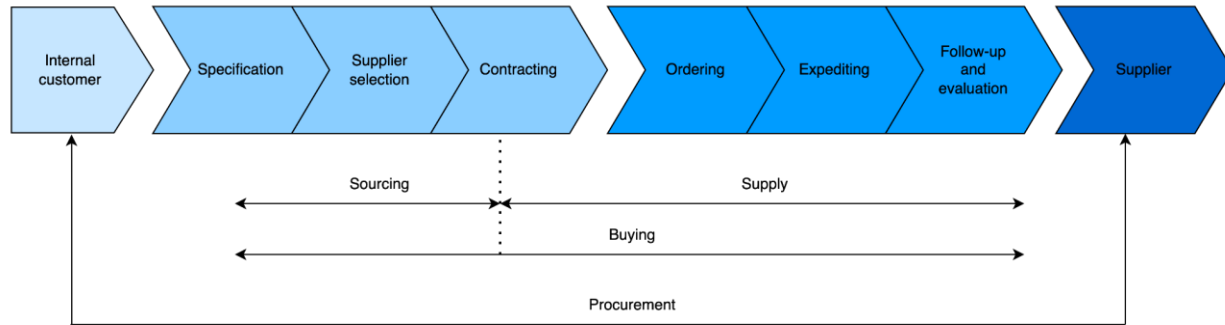 Internal
customer
Specification
Supplier
selection
Contracting
Ordering
Expediting
Follow-up
and
evaluation
Supplier
Sourcing
Supply
Buying
Procurement